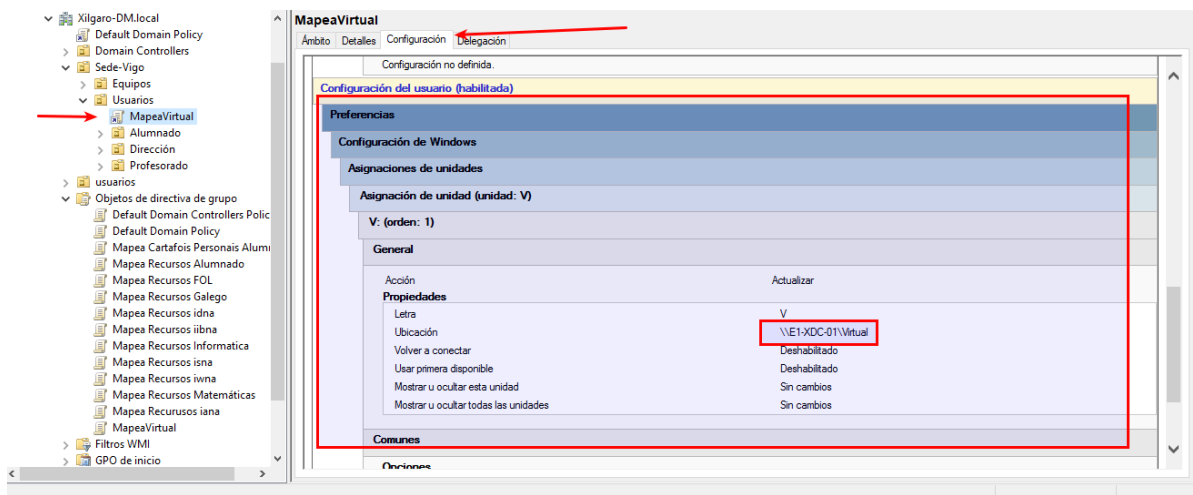 Xilgaro-DM.local
Default Domain Policy
Domain Controllers
Sede-Vigo
Equipos
Usuarios
MapeaVirtual
Alumnado
Dirección
Profesorado
usuarios
Objetos de directiva de grupo
Default Domain Controllers Polic
Default Domain Policy
Mapea Cartafois Personais Alum
Mapea Recursos Alumnado
Mapea Recursos FOL
Mapea Recursos Galego
Mapea Recursos idna
Mapea Recursos iibna
Mapea Recursos Informatica
Mapea Recursos isna
Mapea Recursos iwna
Mapea Recursos Matemáticas
Mapea Recurusos iana
MapeaVirtual
Filtros WMI
GPO de inicio
MapeaVirtual
Ámbito Detalles Configuración Delegación
Configuración no definida.
Configuración del usuario (habilitada)
Preferencias
Configuración de Windows
Asignaciones de unidades
Asignación de unidad (unidad: V)
V: (orden: 1)
General
Acción Actualizar
Propiedades
Letra V
Ubicación \\E1-XDC-01\Virtual
Volver a conectar Deshabilitado
Usar primera disponible Deshabilitado
Mostrar u ocultar esta unidad Sin cambios
Mostrar u ocultar todas las unidades Sin cambios
Comunes
Opciones